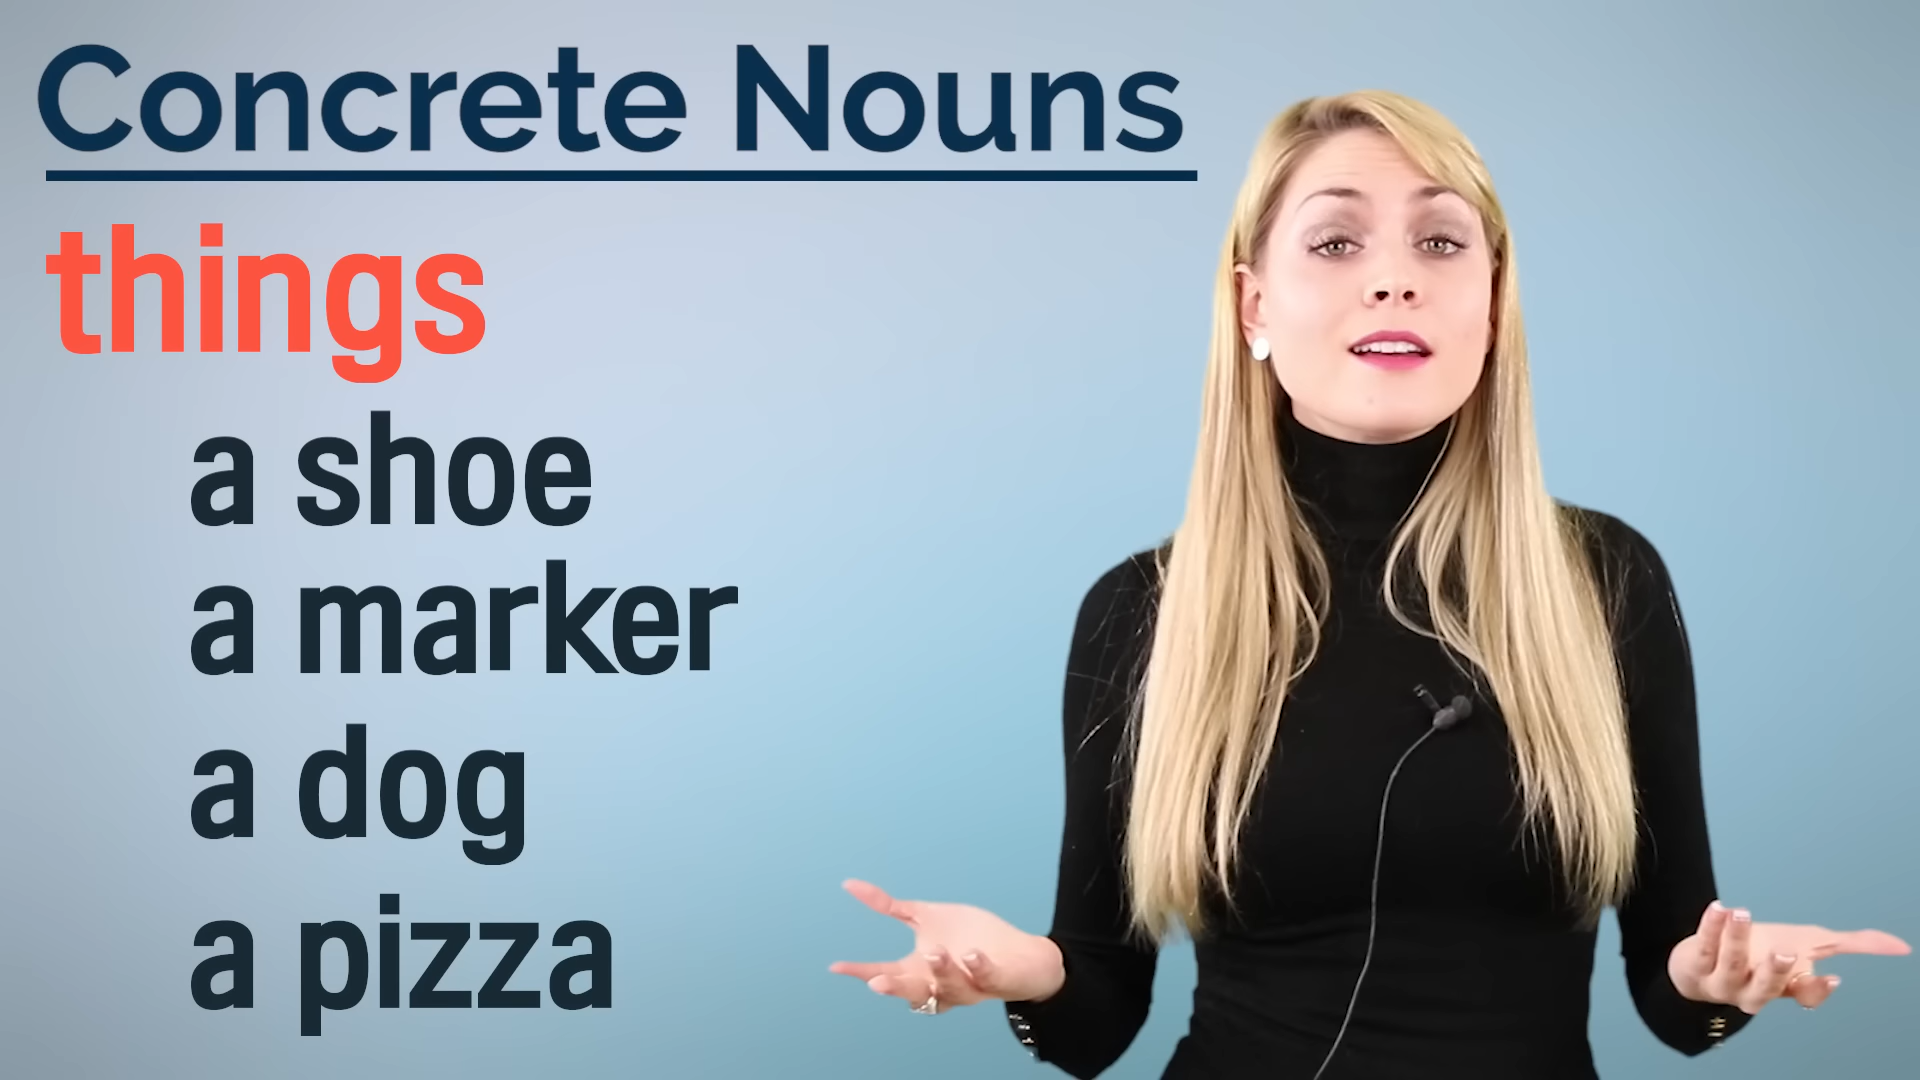 Concrete Nouns
things
a shoe
a marker
a dog
a pizza